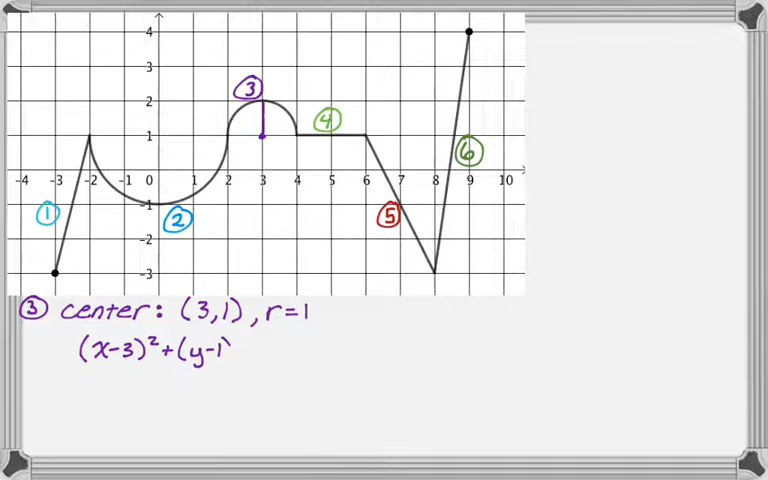 4
3
③
2
④
1
⑥
-4 -3 -2 -1 0 1 2 3 4 5 6 7 8 9 10
① -1 ② ⑤
-2
-3
③ center: (3,1), r=1
(x-3)²+(y-1)